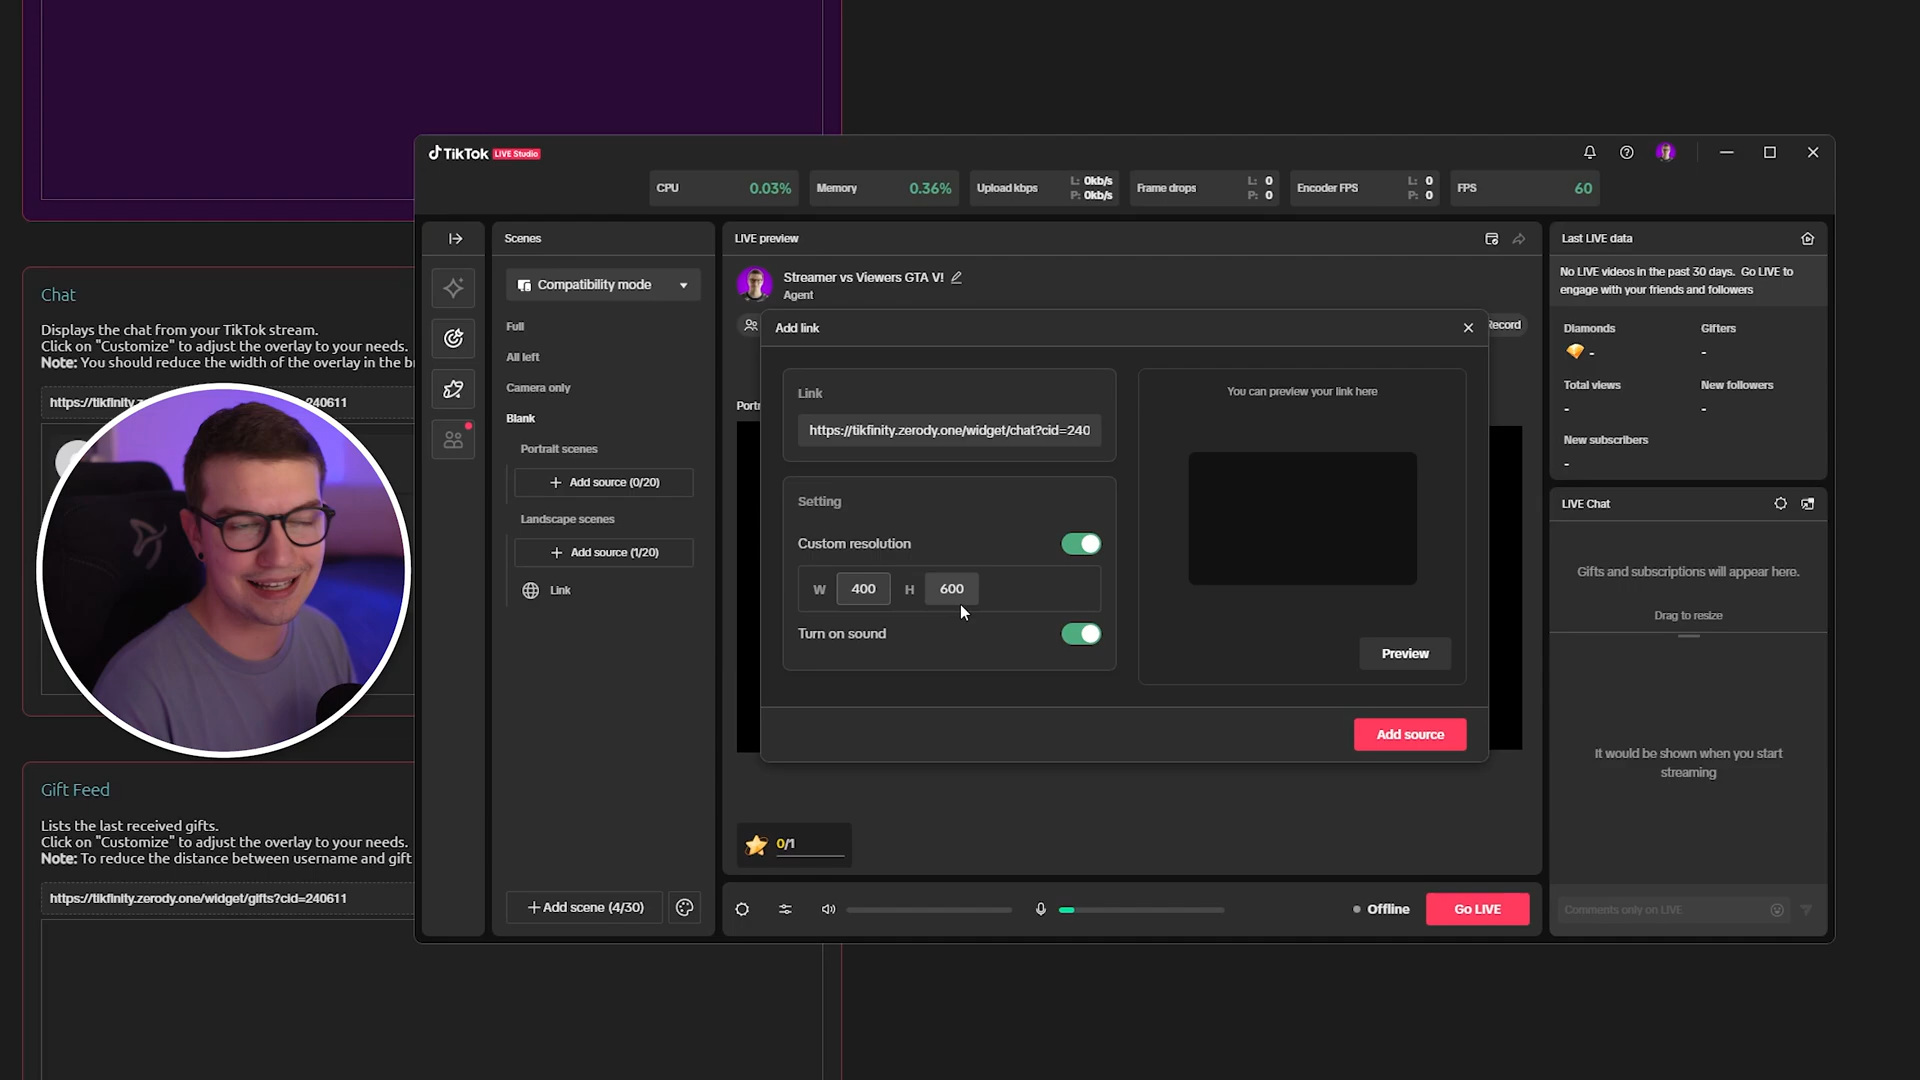 Chat
Displays the chat from your TikTok stream.
Click on "Customize" to adjust the overlay to your needs.
Note: You should reduce the width of the overlay in the br
https://tikfinity.z
=240611
Gift Feed
Lists the last received gifts.
Click on "Customize" to adjust the overlay to your needs.
Note: To reduce the distance between username and gift
https://tikfinity.zerody.one/widget/gifts?cid=240611
TikTok LIVE Studio
CPU 0.03%
Memory 0.36%
Upload kbps L: 0kb/s P: 0kb/s
Frame drops L: 0 P: 0
Encoder FPS L: 0 P: 0
FPS 60
Scenes
Compatibility mode
Full
All left
Camera only
Blank
Portrait scenes
+ Add source (0/20)
Landscape scenes
+ Add source (1/20)
Link
+ Add scene (4/30)
LIVE preview
Streamer vs Viewers GTA V!
Agent
Record
Portr
Add link
Link
https://tikfinity.zerody.one/widget/chat?cid=240
Setting
Custom resolution
W 400 H 600
Turn on sound
You can preview your link here
Preview
Add source
0/1
Offline
Go LIVE
Last LIVE data
No LIVE videos in the past 30 days. Go LIVE to
engage with your friends and followers
Diamonds Gifters
- -
Total views New followers
- -
New subscribers
-
LIVE Chat
Gifts and subscriptions will appear here.
Drag to resize
It would be shown when you start
streaming
Comments only on LIVE